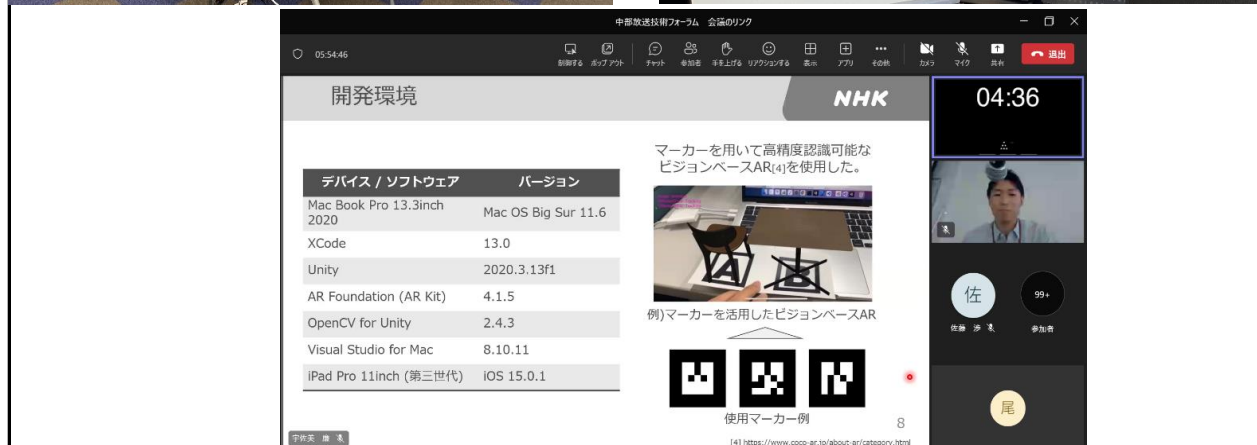 中部放送技術フォーラム 会議のリンク
05:54:46
制御する ポップ アウト チャット 参加者 手を上げる リアクションする 表示 アプリ その他 カメラ マイク 共有 退出
開発環境
NHK
04:36
マーカーを用いて高精度認識可能な
ビジョンベースAR[4]を使用した。
デバイス / ソフトウェア バージョン
Mac Book Pro 13.3inch
2020 Mac OS Big Sur 11.6
XCode 13.0
Unity 2020.3.13f1
AR Foundation (AR Kit) 4.1.5
OpenCV for Unity 2.4.3
Visual Studio for Mac 8.10.11
iPad Pro 11inch (第三世代) iOS 15.0.1
A B
例)マーカーを活用したビジョンベースAR
使用マーカー例
8
[4] https://www.coco-ar.jp/about-ar/category.html
佐
99+
佐藤 渉
参加者
尾